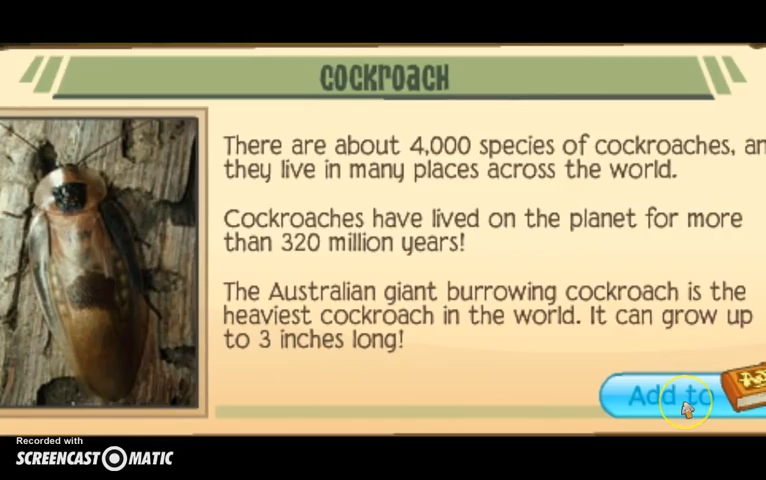 cockroach
There are about 4,000 species of cockroaches, an
they live in many places across the world.
Cockroaches have lived on the planet for more
than 320 million years!
The Australian giant burrowing cockroach is the
heaviest cockroach in the world. It can grow up
to 3 inches long!
Add to
Recorded with
SCREENCAST-O-MATIC